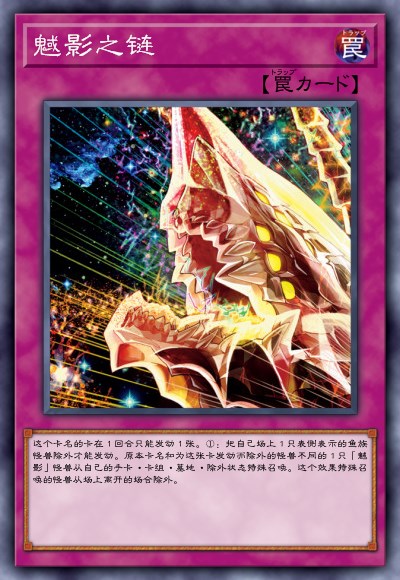 魊影之链
トラップ
罠
トラップ
【罠カード】
这个卡名的卡在1回合只能发动1张。①：把自己场上1只表侧表示的鱼族
怪兽除外才能发动。原本卡名和为这张卡发动而除外的怪兽不同的1只「魊
影」怪兽从自己的手卡·卡组·墓地·除外状态特殊召唤。这个效果特殊召
唤的怪兽从场上离开的场合除外。